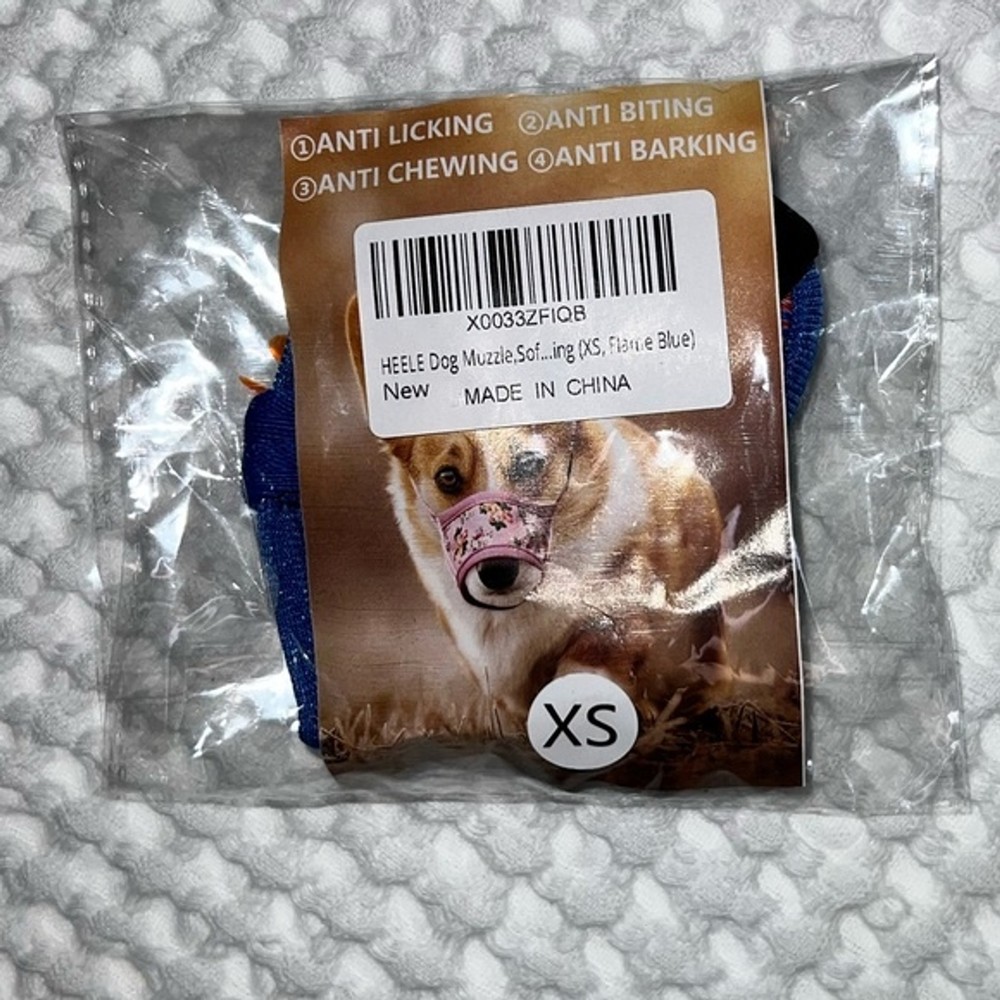 ①ANTI LICKING ②ANTI BITING
③ANTI CHEWING ④ANTI BARKING
X0033ZFIQB
HEELE Dog Muzzle,Sof...ing (XS, Flame Blue)
New MADE IN CHINA
XS